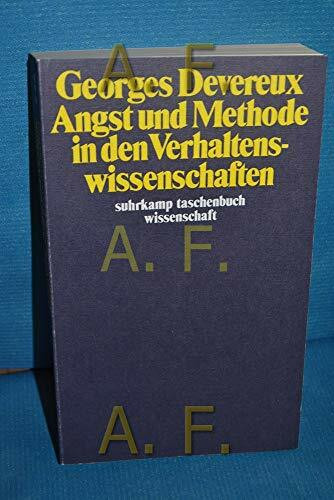 A. F.
Georges Devereux
Angst und Methode
in den Verhaltens-
wissenschaften
suhrkamp taschenbuch
wissenschaft
A. F.
A. F.